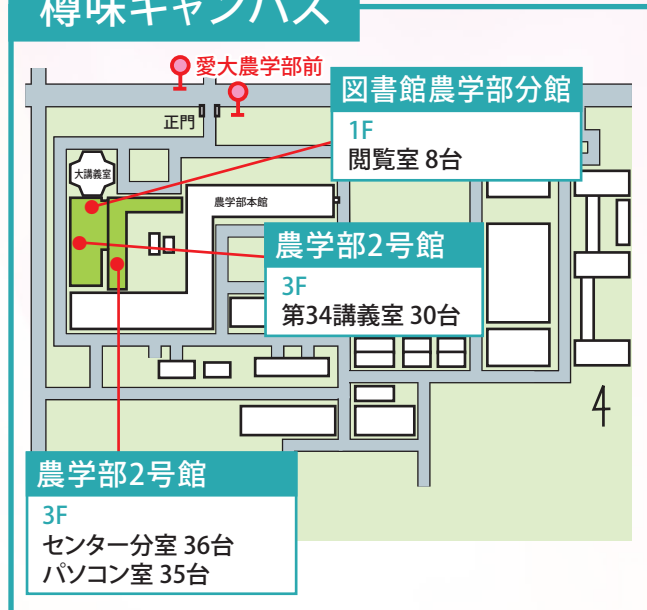 樽味キャンパス
愛大農学部前
正門
図書館農学部分館
1F
閲覧室 8台
大講義室
農学部本館
農学部2号館
3F
第34講義室 30台
農学部2号館
3F
センター分室 36台
パソコン室 35台